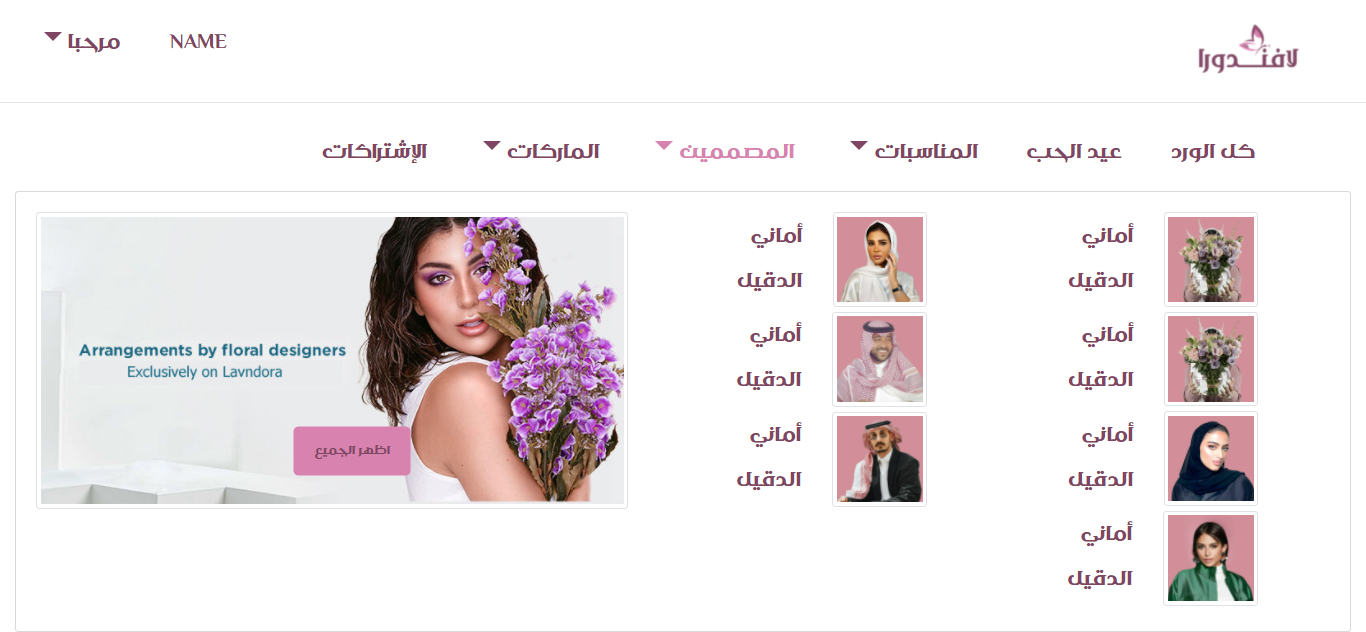 لافندورا
NAME
مرحبا
كل الورد
عيد الحب
المناسبات
المصممين
الماركات
الإشتراكات
أماني
الدقيل
أماني
الدقيل
أماني
الدقيل
أماني
الدقيل
أماني
الدقيل
أماني
الدقيل
أماني
الدقيل
Arrangements by floral designers
Exclusively on Lavndora
اظهر الجميع